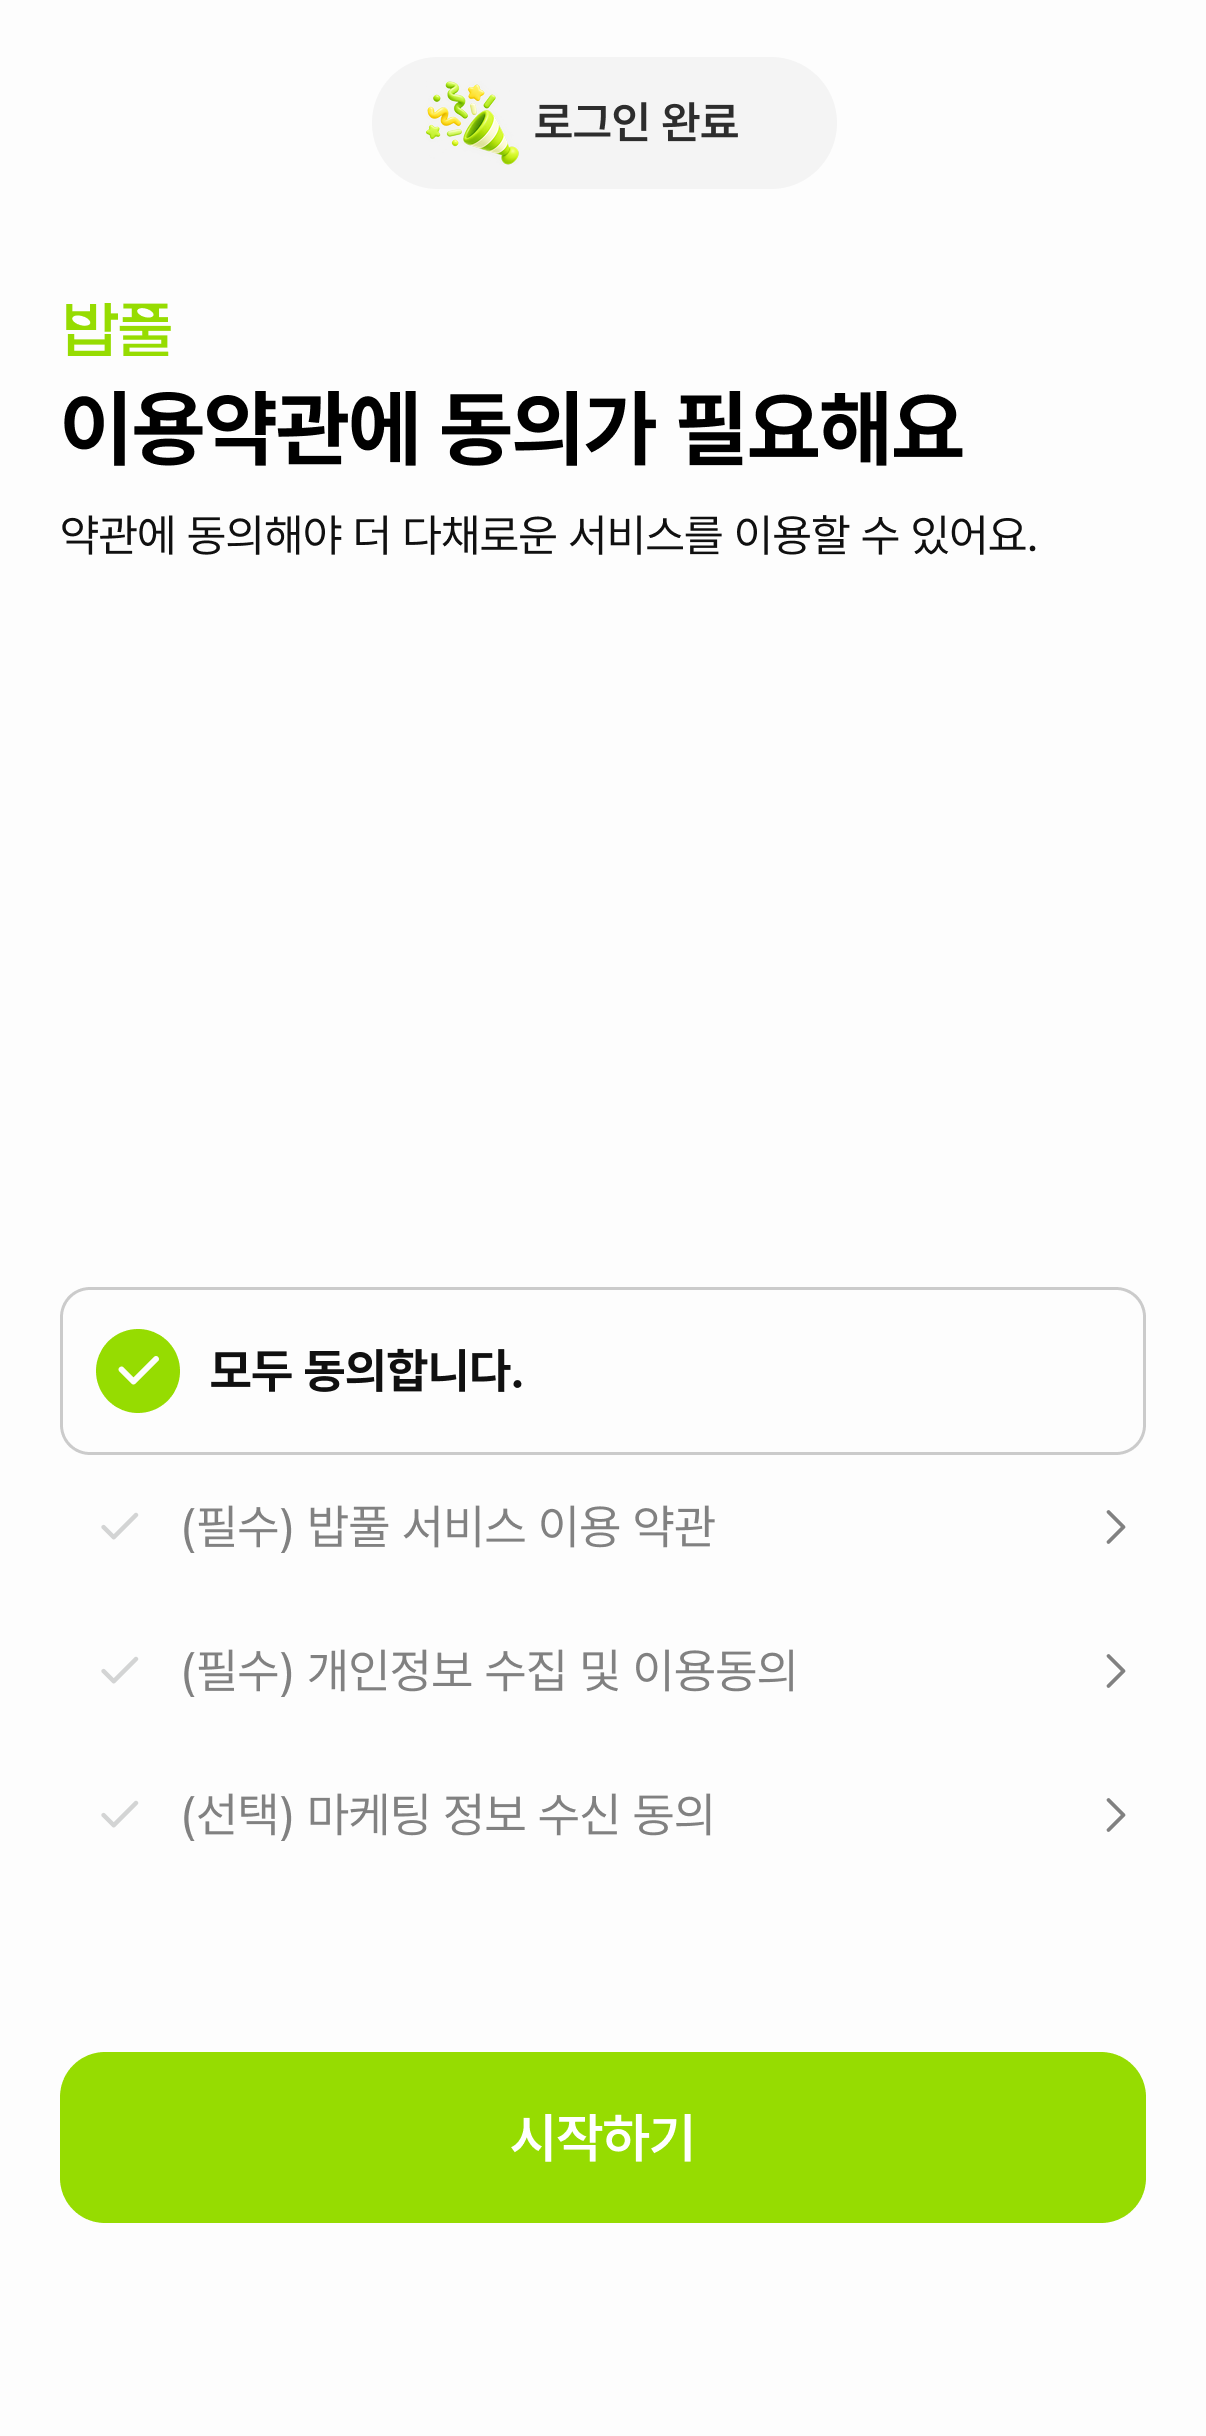 로그인 완료
밥풀
이용약관에 동의가 필요해요
약관에 동의해야 더 다채로운 서비스를 이용할 수 있어요.
모두 동의합니다.
(필수) 밥풀 서비스 이용 약관
(필수) 개인정보 수집 및 이용동의
(선택) 마케팅 정보 수신 동의
시작하기